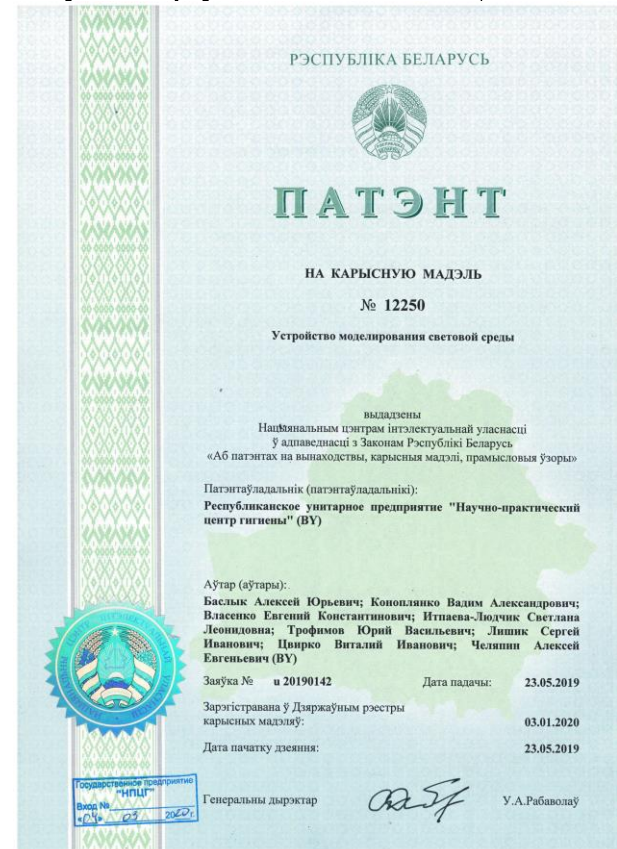 РЭСПУБЛІКА БЕЛАРУСЬ
ПАТЭНТ
НА КАРЫСНУЮ МАДЭЛЬ
№ 12250
Устройство моделирования световой среды
выдадзены
Нацыянальным цэнтрам інтэлектуальнай уласнасці
ў адпаведнасці з Законам Рэспублікі Беларусь
«Аб патэнтах на вынаходствы, карысныя мадэлі, прамысловыя ўзоры»
Патэнтаўладальнік (патэнтаўладальнікі):
Республиканское унитарное предприятие "Научно-практический
центр гигиены" (BY)
Аўтар (аўтары):
Баслык Алексей Юрьевич; Коноплянко Вадим Александрович;
Власенко Евгений Константинович; Итпаева-Людчик Светлана
Леонидовна; Трофимов Юрий Васильевич; Лишик Сергей
Иванович; Цвирко Виталий Иванович; Челяпин Алексей
Евгеньевич (BY)
Заяўка № u 20190142 Дата падачы: 23.05.2019
Зарэгістравана ў Дзяржаўным рэестры
карысных мадэляў: 03.01.2020
Дата пачатку дзеяння: 23.05.2019
Государственное предприятие
"НПЦГ"
Вход №
«04» 03 2020 г.
Генеральны дырэктар У.А.Рабаволаў